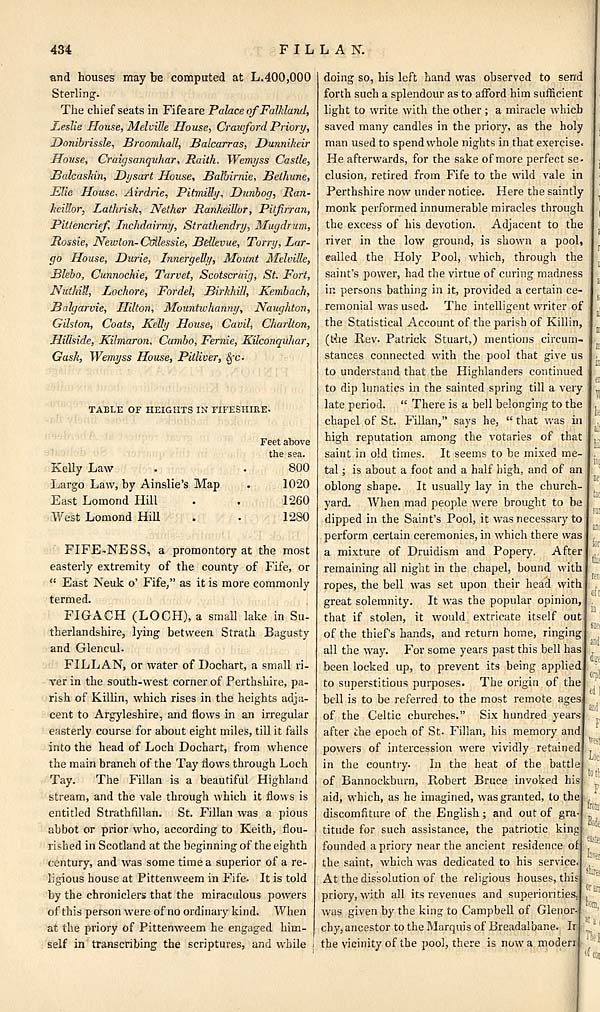 434
FILLAN.
and houses may be computed at L.400,000
Sterling.
The chief seats in Fife are Palace of Falkland,
Leslie House, Melville House, Crawford Priory,
Donibrissle, Broomhall, Balcarras, Dunnikeir
House, Craigsanquhar, Raith. Wemyss Castle,
Balcaskin, Dysart House, Balbirnie, Bethune,
Elie House, Airdrie, Pitmilly, Dunbog, Ran-
keillor, Lathrisk, Nether Rankeillor, Pitfirran,
Pittencrief, Inchdairny, Strathendry, Mugdrum,
Rossie, Newton-Collessie, Bellevue, Torry, Lar-
go House, Durie, Innergelly, Mount Melville,
Blebo, Cunnochie, Tarvet, Scotscraig, St. Fort,
Nuthill, Lochore, Fordel, Birkhill, Kembach,
Balgarvie, Hilton, Mountwhanny, Naughton,
Gilston, Coats, Kelly House, Cavil, Charlton,
Hillside, Kilmaron, Cambo, Fernie, Kilconquhar,
Gask, Wemyss House, Pitliver, &c.
TABLE OF HEIGHTS IN FIFESHIRE.
Feet above
the sea.
Kelly Law . . 800
Largo Law, by Ainslie's Map . 1020
East Lomond Hill . . 1260
West Lomond Hill . . 1280
FIFE-NESS, a promontory at the most
easterly extremity of the county of Fife, or
" East Neuk o' Fife," as it is more commonly
termed.
FIGACH (LOCH), a small lake in Su-
therlandshire, lying between Strath Bagusty
and Glencul.
FILLAN, or water of Dochart, a small ri-
ver in the south-west corner of Perthshire, pa-
rish of Killin, which rises in the heights adja-
cent to Argyleshire, and flows in an irregular
easterly course for about eight miles, till it falls
into the head of Loch Dochart, from whence
the main branch of the Tay flows through Loch
Tay. The Fillan is a beautiful Highland
stream, and the vale through which it flows is
entitled Strathfillan. St. Fillan was a pious
abbot or prior who, according to Keith, flou-
rished in Scotland at the beginning of the eighth
century, and was some time a superior of a re-
ligious house at Pittenweem in Fife. It is told
by the chroniclers that the miraculous powers
of this person were of no ordinary kind. When
at the priory of Pittenweem he engaged him-
self in transcribing the scriptures, and while
doing so, his left hand was observed to send
forth such a splendour as to afford him sufficient
light to write with the other ; a miracle which
saved many candles in the priory, as the holy
man used to spend whole nights in that exercise.
He afterwards, for the sake of more perfect se-
clusion, retired from Fife to the wild vale in
Perthshire now under notice. Here the saintly
monk performed innumerable miracles through
the excess of his devotion. Adjacent to the
river in the low ground, is shown a pool,
called the Holy Pool, which, through the
saint's power, had the virtue of curing madness
in persons bathing in it, provided a certain ce-
remonial was used. The intelligent writer of
the Statistical Account of the parish of Killin,
(the Rev. Patrick Stuart,) mentions circum-
stances connected with the pool that give us
to understand that the Highlanders continued
to dip lunatics in the sainted spring till a very
late period. " There is a bell belonging to the
chapel of St. Fillan," says he, " that was in
high reputation among the votaries of that
saint in old times. It seems to be mixed me-
tal ; is about a foot and a half high, and of an
oblong shape. It usually lay in the church-
yard. When mad people were brought to be
dipped in the Saint's Pool, it was necessary to
perform certain ceremonies, in which there was
a mixture of Druidism and Popery. After
remaining all night in the chapel, bound with
ropes, the bell was set upon their head with
great solemnity. It was the popular opinion,
that if stolen, it would extricate itself out
of the thief's hands, and return home, ringing
all the way. For some years past this bell has
been locked up, to prevent its being applied
to superstitious purposes. The origin of the
bell is to be referred to the most remote ages
of the Celtic churches." Six hundred years
after the epoch of St. Fillan, his memory and
powers of intercession were vividly retained
in the country. In the heat of the battle
of Bannockburn, Robert Bruce invoked his
aid, which, as he imagined, was granted, to the
discomfiture of the English ; and out of gra-
titude for such assistance, the patriotic king
founded a priory near the ancient residence of
the saint, which was dedicated to his service.
At the dissolution of the religious houses, this
priory, with all its revenues and superiorities,
was given by the king to Campbell of Glenor-
chy, ancestor to the Marquis of Breadalbane. In
the vicinity of the pool, there is now a modern